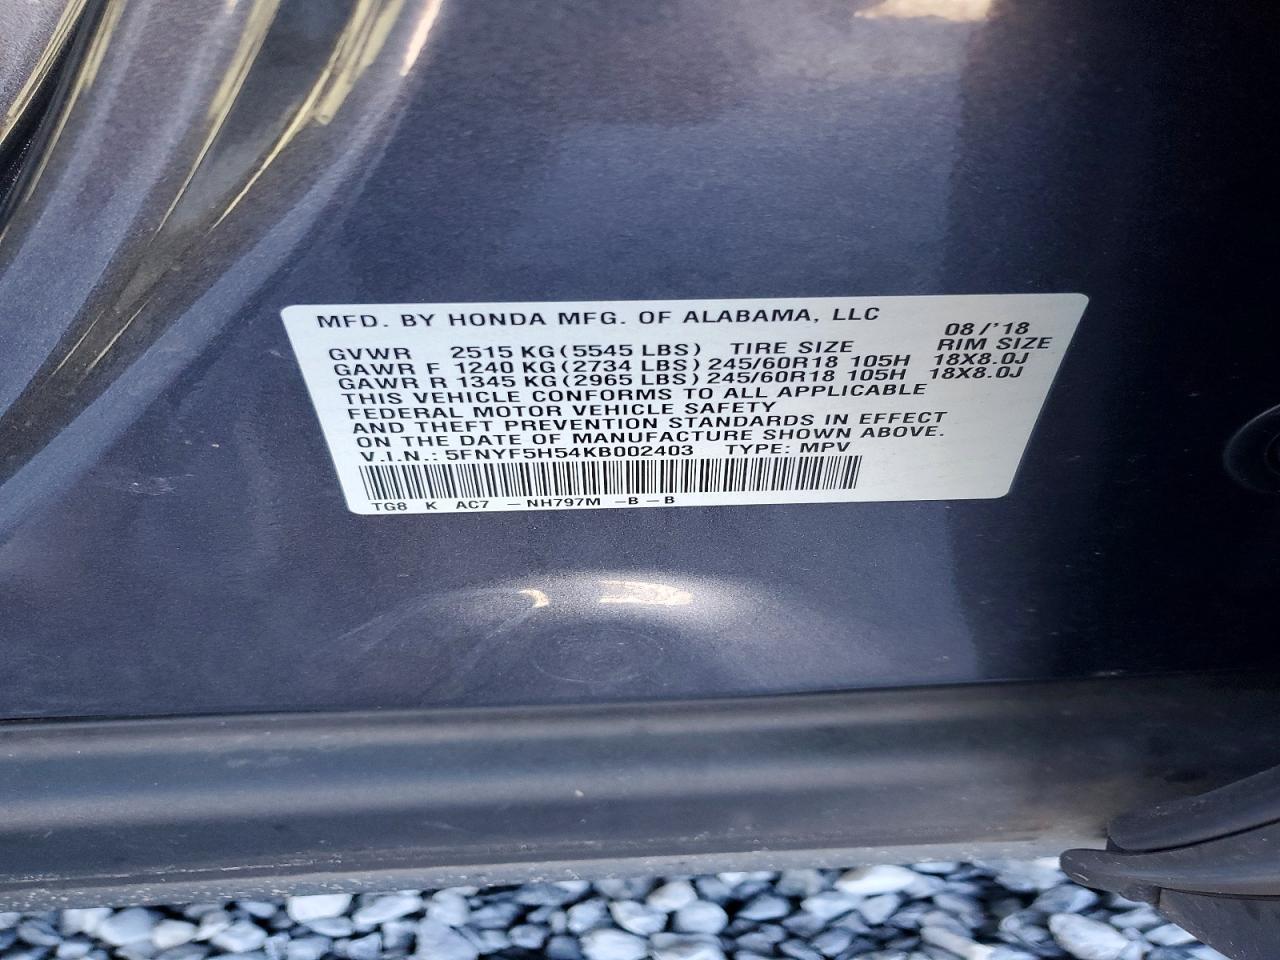 MFD. BY HONDA MFG. OF ALABAMA, LLC 08/'18
GVWR 2515 KG(5545 LBS) TIRE SIZE RIM SIZE
GAWR F 1240 KG(2734 LBS) 245/60R18 105H 18X8.0J
GAWR R 1345 KG(2965 LBS) 245/60R18 105H 18X8.0J
THIS VEHICLE CONFORMS TO ALL APPLICABLE
FEDERAL MOTOR VEHICLE SAFETY
AND THEFT PREVENTION STANDARDS IN EFFECT
ON THE DATE OF MANUFACTURE SHOWN ABOVE.
V.I.N.: 5FNYF5H54KB002403 TYPE: MPV
TG8 K AC7 – NH797M –B –B